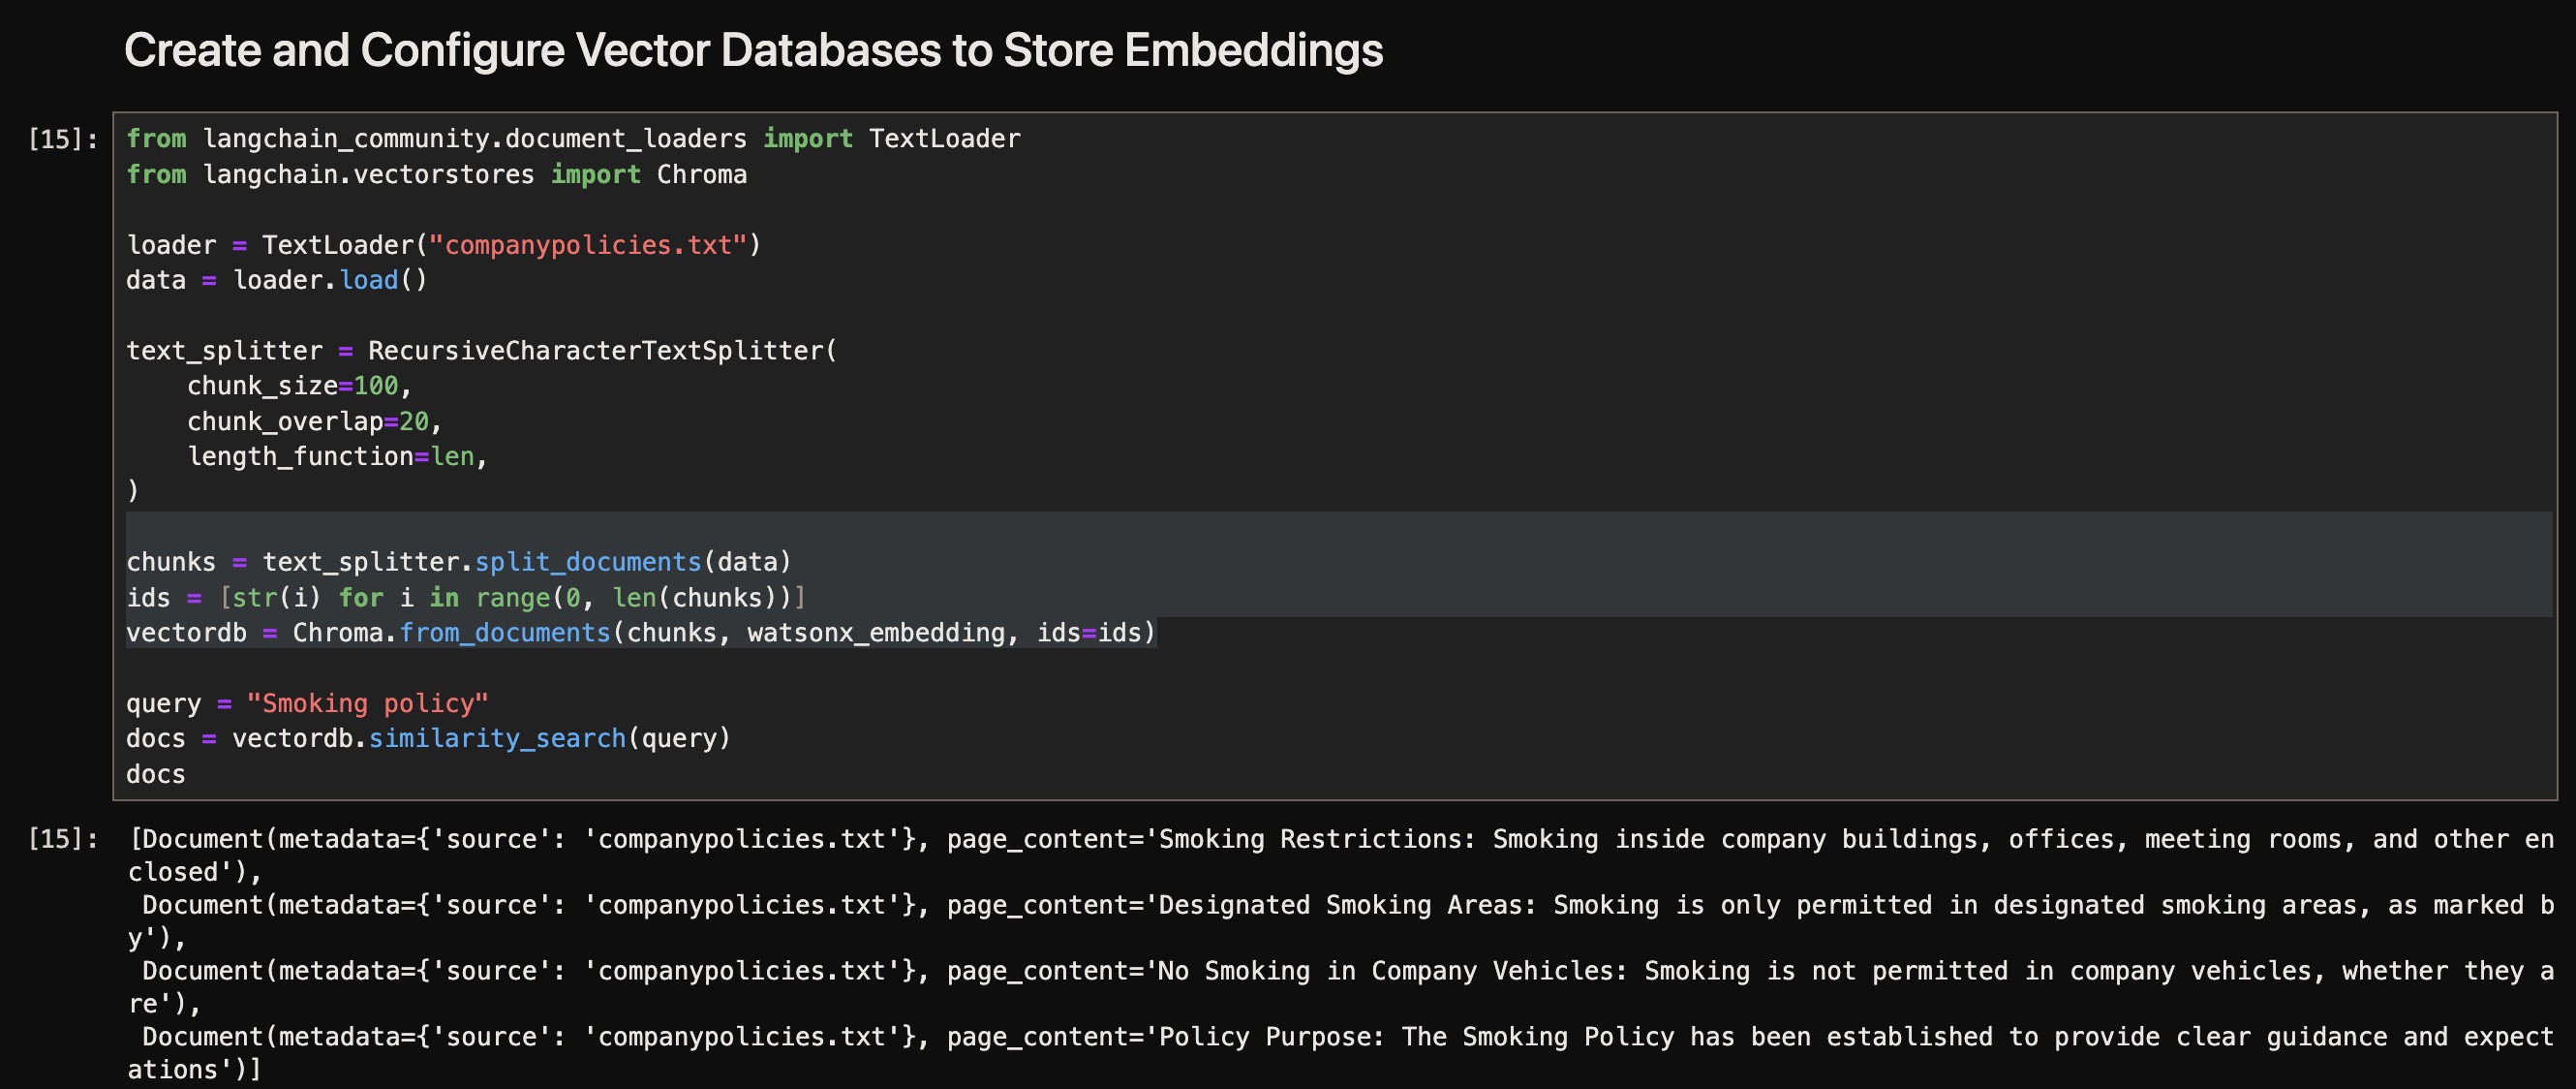 Create and Configure Vector Databases to Store Embeddings
[15]: from langchain_community.document_loaders import TextLoader
from langchain.vectorstores import Chroma
loader = TextLoader("companypolicies.txt")
data = loader.load()
text_splitter = RecursiveCharacterTextSplitter(
    chunk_size=100,
    chunk_overlap=20,
    length_function=len,
)
chunks = text_splitter.split_documents(data)
ids = [str(i) for i in range(0, len(chunks))]
vectordb = Chroma.from_documents(chunks, watsonx_embedding, ids=ids)
query = "Smoking policy"
docs = vectordb.similarity_search(query)
docs
[15]: [Document(metadata={'source': 'companypolicies.txt'}, page_content='Smoking Restrictions: Smoking inside company buildings, offices, meeting rooms, and other en
closed'),
 Document(metadata={'source': 'companypolicies.txt'}, page_content='Designated Smoking Areas: Smoking is only permitted in designated smoking areas, as marked b
y'),
 Document(metadata={'source': 'companypolicies.txt'}, page_content='No Smoking in Company Vehicles: Smoking is not permitted in company vehicles, whether they a
re'),
 Document(metadata={'source': 'companypolicies.txt'}, page_content='Policy Purpose: The Smoking Policy has been established to provide clear guidance and expect
ations')]